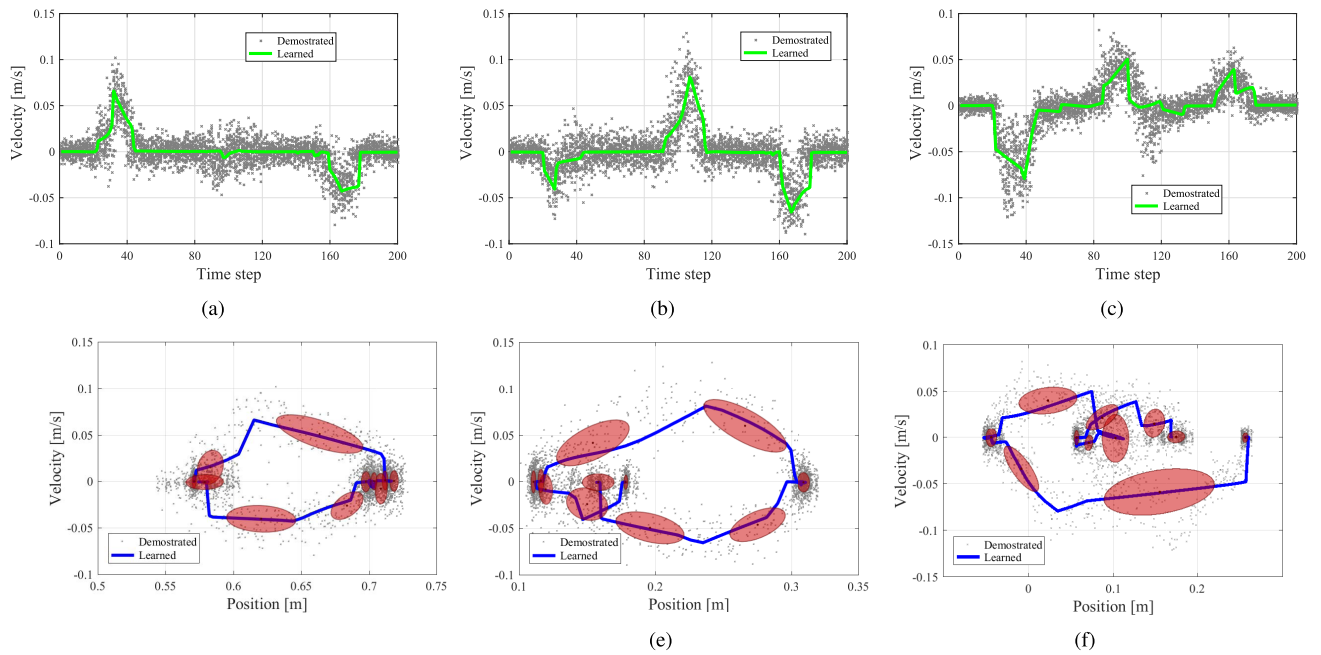 0.15
0.1
0.05
0
-0.05
-0.1
Velocity [m/s]
Demostrated
Learned
0 40 80 120 160 200
Time step
(a)
0.15
0.1
0.05
0
-0.05
-0.1
Velocity [m/s]
Demostrated
Learned
0 40 80 120 160 200
Time step
(b)
0.1
0.05
0
-0.05
-0.1
-0.15
Velocity [m/s]
Demostrated
Learned
0 40 80 120 160 200
Time step
(c)
0.15
0.1
0.05
0
-0.05
-0.1
Velocity [m/s]
Demostrated
Learned
0.5 0.55 0.6 0.65 0.7 0.75
Position [m]
0.15
0.1
0.05
0
-0.05
-0.1
Velocity [m/s]
Demostrated
Learned
0.2 0.3 0.35
Position [m]
(e)
0.1
0.05
0
-0.05
-0.1
-0.15
Velocity [m/s]
Demostrated
Learned
0 0.1 0.2
Position [m]
(f)